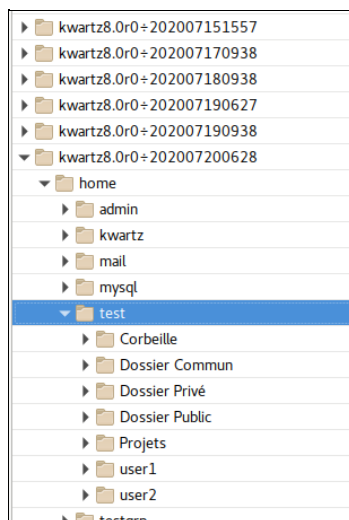 kwartz8.0r0÷202007151557
kwartz8.0r0÷202007170938
kwartz8.0r0÷202007180938
kwartz8.0r0÷202007190627
kwartz8.0r0÷202007190938
kwartz8.0r0÷202007200628
home
admin
kwartz
mail
mysql
test
Corbeille
Dossier Commun
Dossier Privé
Dossier Public
Projets
user1
user2